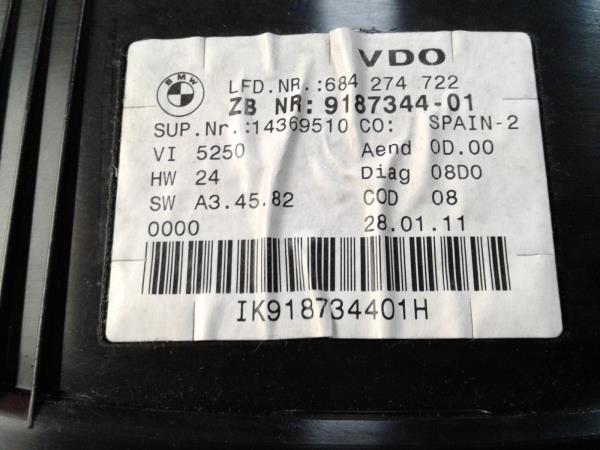 BMW
VDO
LFD.NR.:684 274 722
ZB NR: 9187344-01
SUP.Nr.:14369510 CO: SPAIN-2
VI 5250 Aend 0D.00
HW 24 Diag 08D0
SW A3.45.82 COD 08
0000 28.01.11
IK918734401H